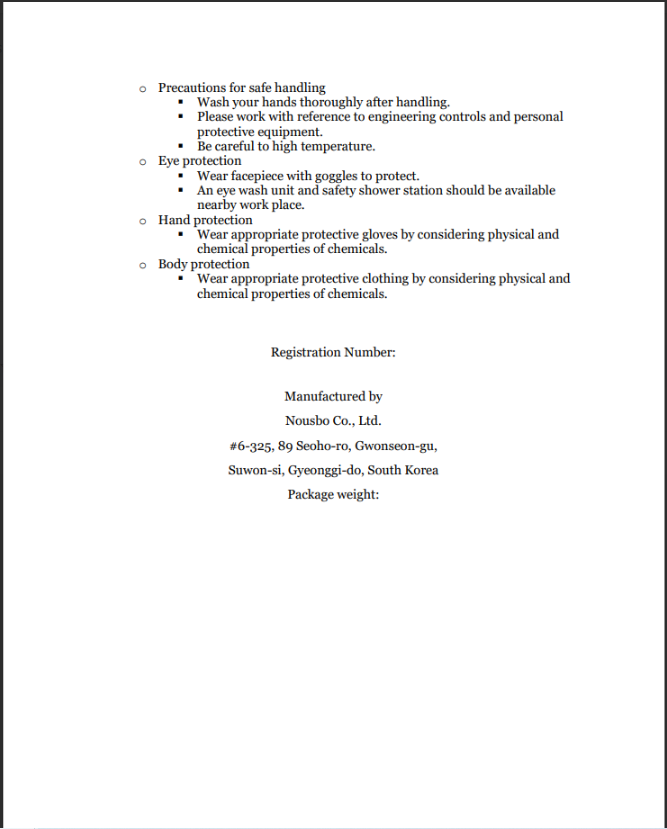 o Precautions for safe handling
▪ Wash your hands thoroughly after handling.
▪ Please work with reference to engineering controls and personal
protective equipment.
▪ Be careful to high temperature.
o Eye protection
▪ Wear facepiece with goggles to protect.
▪ An eye wash unit and safety shower station should be available
nearby work place.
o Hand protection
▪ Wear appropriate protective gloves by considering physical and
chemical properties of chemicals.
o Body protection
▪ Wear appropriate protective clothing by considering physical and
chemical properties of chemicals.
Registration Number:
Manufactured by
Nousbo Co., Ltd.
#6-325, 89 Seoho-ro, Gwonseon-gu,
Suwon-si, Gyeonggi-do, South Korea
Package weight: